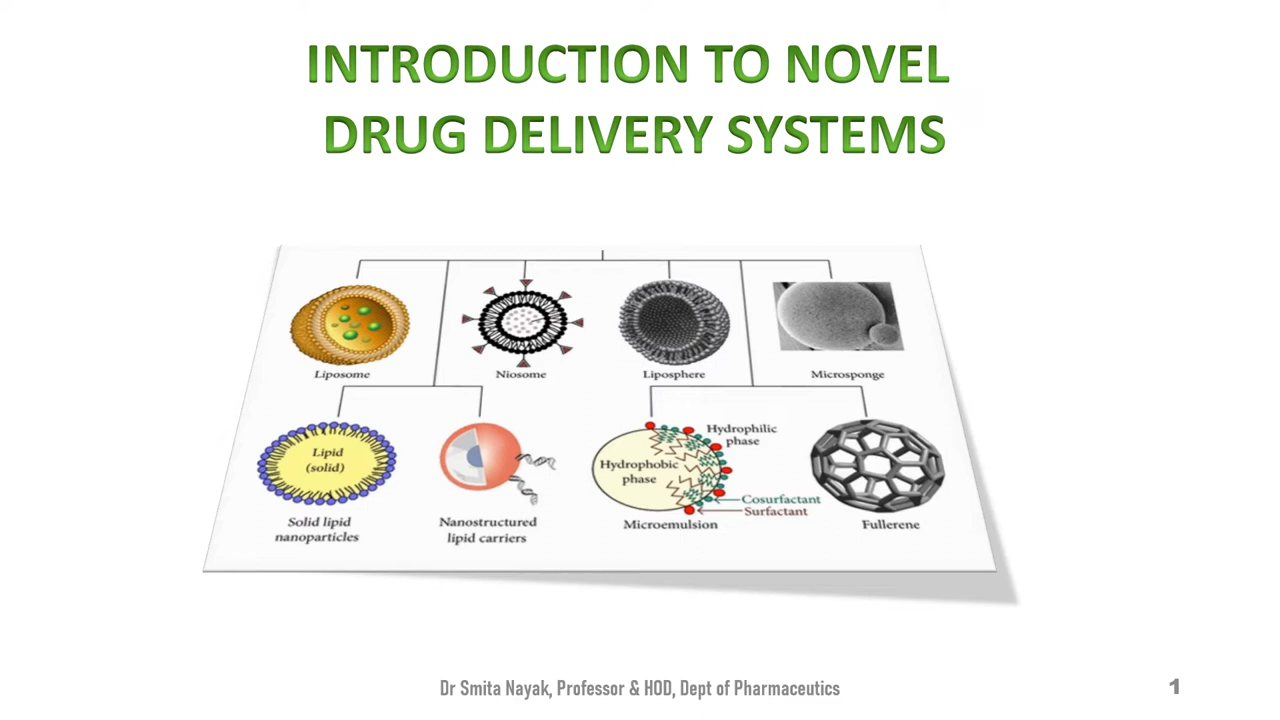 INTRODUCTION TO NOVEL
DRUG DELIVERY SYSTEMS
Liposome
Niosome
Liposphere
Microsponge
Lipid
(solid)
Solid lipid
nanoparticles
Nanostructured
lipid carriers
Hydrophilic
phase
Hydrophobic
phase
Cosurfactant
Surfactant
Microemulsion
Fullerene
Dr Smita Nayak, Professor & HOD, Dept of Pharmaceutics
1